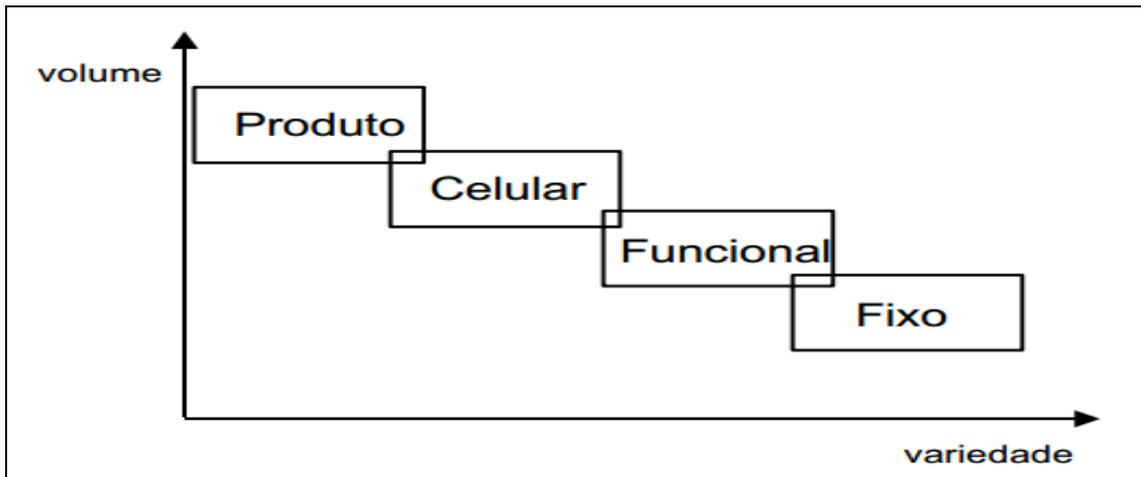 volume
Produto
Celular
Funcional
Fixo
variedade